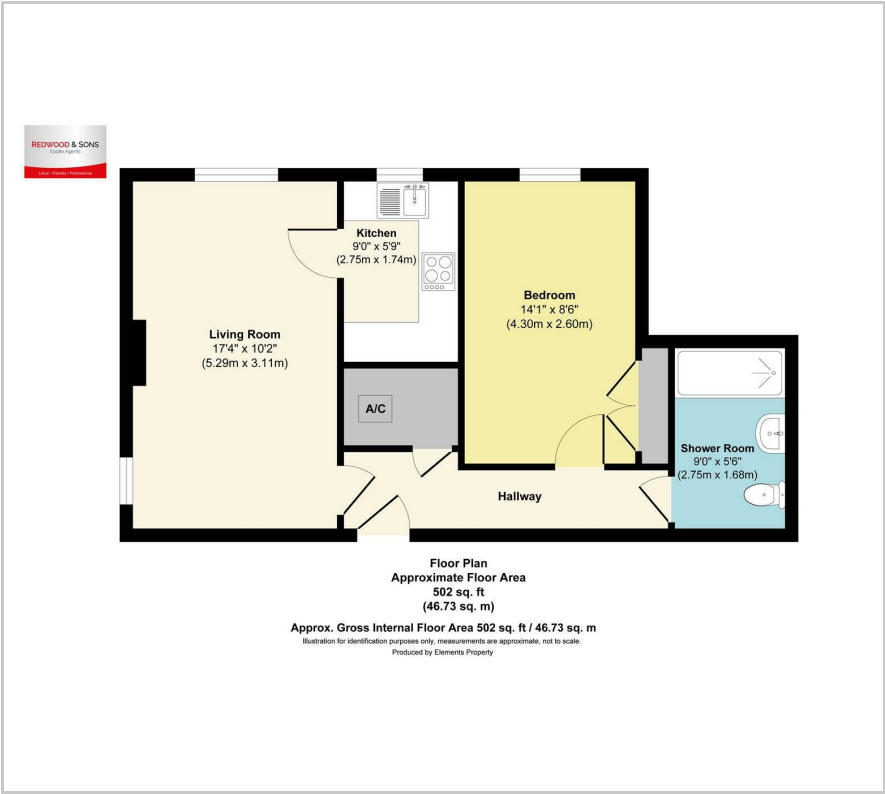 REDWOOD & SONS
Estate Agents
Local · Friendly · Professional
Kitchen
9'0" x 5'9"
(2.75m x 1.74m)
Bedroom
14'1" x 8'6"
(4.30m x 2.60m)
Living Room
17'4" x 10'2"
(5.29m x 3.11m)
A/C
Shower Room
9'0" x 5'6"
(2.75m x 1.68m)
Hallway
Floor Plan
Approximate Floor Area
502 sq. ft
(46.73 sq. m)
Approx. Gross Internal Floor Area 502 sq. ft / 46.73 sq. m
Illustration for identification purposes only, measurements are approximate, not to scale.
Produced by Elements Property